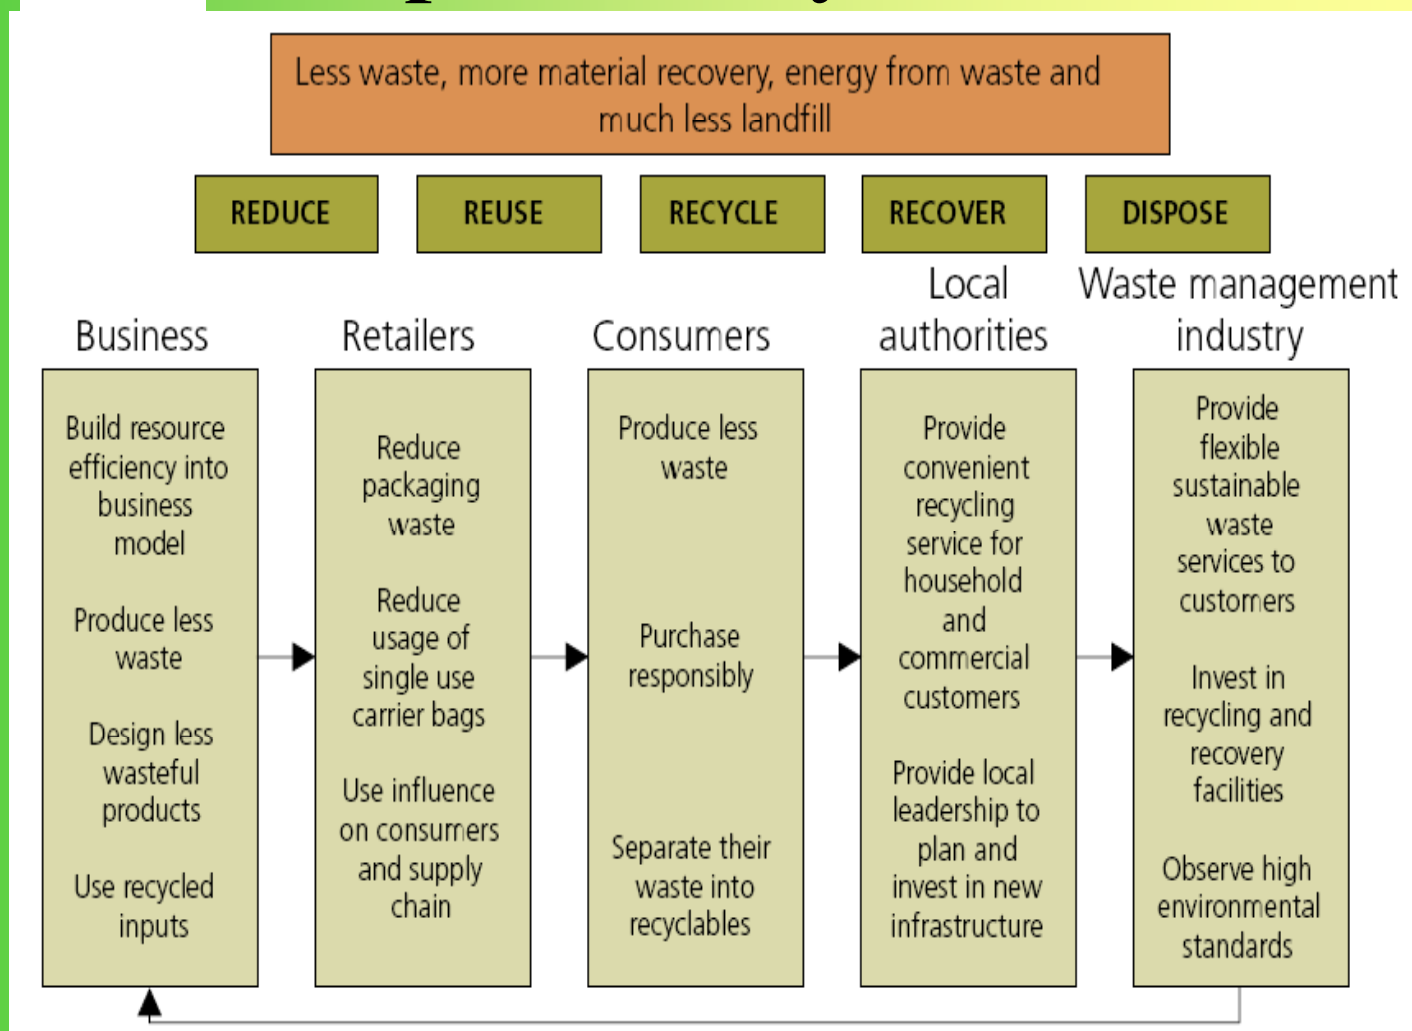 Less waste, more material recovery, energy from waste and
much less landfill
REDUCE
REUSE
RECYCLE
RECOVER
DISPOSE
Business
Build resource
efficiency into
business
model
Produce less
waste
Design less
wasteful
products
Use recycled
inputs
Retailers
Reduce
packaging
waste
Reduce
usage of
single use
carrier bags
Use influence
on consumers
and supply
chain
Consumers
Produce less
waste
Purchase
responsibly
Separate their
waste into
recyclables
Local
authorities
Provide
convenient
recycling
service for
household
and
commercial
customers
Provide local
leadership to
plan and
invest in new
infrastructure
Waste management
industry
Provide
flexible
sustainable
waste
services to
customers
Invest in
recycling and
recovery
facilities
Observe high
environmental
standards